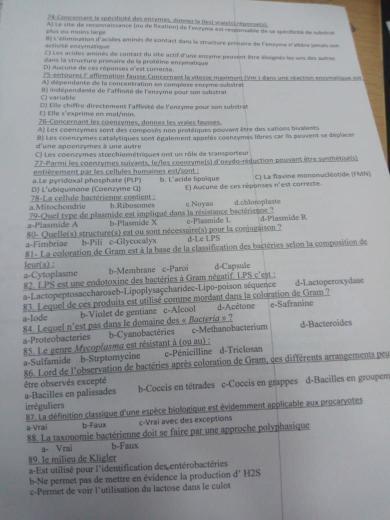 74-Concernant la spécificité des enzymes, donnez la (les) vraie(s) réponse(s).
A) Le site de reconnaissance (ou de fixation) de l'enzyme est responsable de sa spécificité de substrat
plus ou moins large
B) L'élimination d'acides aminés de contact dans la structure primaire de l'enzyme n'altère jamais son
activité enzymatique
C) Les acides aminés de contact du site actif d'une enzyme peuvent être éloignés les uns des autres
dans la structure primaire de la protéine enzymatique
D) Aucune de ces réponses n'est correcte.
75-entourez l'affirmation fausse:Concernant la vitesse maximum (Vm) dans une réaction enzymatique est
A) dépendante de la concentration en complexe enzyme-substrat
B) Indépendante de l'affinité de l'enzyme pour son substrat
C) variable
D) Elle chiffre directement l'affinité de l'enzyme pour son substrat
E) Elle s'exprime en mol/min.
76-Concernant les coenzymes, donnez les vraies fausses.
A) Les coenzymes sont des composés non protéiques pouvant être des cations bivalents
B) Les coenzymes catalytiques sont également appelés coenzymes libres car ils peuvent se déplacer
d'une apoenzymes à une autre
C) Les coenzymes stoechiométriques ont un rôle de transporteur
77-Parmi les coenzymes suivants, le/les coenzyme(s) d'oxydo-réduction pouvant être synthétisé(s)
entièrement par les cellules humaines est/sont :
a.Le pyridoxal phosphate (PLP) b. L'acide lipoïque C) La flavine mononucléotide (FMN)
D) L'ubiquinone (Coenzyme Q) E) Aucune de ces réponses n'est correcte.
78-La cellule bactérienne contient :
a.Mitochondrie b.Ribosomes c.Noyau d.chloroplaste
79-Quel type de plasmide est impliqué dans la résistance bactérienne ?
a-Plasmide A b-Plasmide X c-Plasmide L d-Plasmide R
80- Quelle(s) structure(s) est ou sont nécessaire(s) pour la conjugaison ?
a-Fimbriae b-Pili c-Glycocalyx d-Le LPS
81- La coloration de Gram est à la base de la classification des bactéries selon la composition de
leur(s) :
a-Cytoplasme b-Membrane c-Paroi d-Capsule
82. LPS est une endotoxine des bactéries à Gram négatif. LPS c'est :
a-Lactopeptosaccharose b-Lipoplysaccharide c-Lipo-poison séquence d-Lactoperoxydase
83. Lequel de ces produits est utilisé comme mordant dans la coloration de Gram ?
a-Iode b-Violet de gentiane c-Alcool d-Acétone e-Safranine
84. Lequel n'est pas dans le domaine des « Bacteria » ?
a-Proteobacteries b-Cyanobactéries c-Methanobacterium d-Bacteroides
85. Le genre Mycoplasma est résistant à (ou au) :
a-Sulfamide b-Streptomycine c-Pénicilline d-Triclosan
86. Lord de l'observation de bactéries après coloration de Gram, ces différents arrangements peu
être observés excepté
a-Bacilles en palissades b-Coccis en tétrades c-Coccis en grappes d-Bacilles en groupem
irréguliers
87. La définition classique d'une espèce biologique est évidemment applicable aux procaryotes
a-Vrai b-Faux c-Vrai avec des exceptions
88. La taxonomie bactérienne doit se faire par une approche polyphasique
a- Vrai b-Faux
89. le milieu de Kligler
a-Est utilisé pour l'identification des entérobactéries
b-Ne permet pas de mettre en évidence la production d' H2S
c-Permet de voir l'utilisation du lactose dans le culot